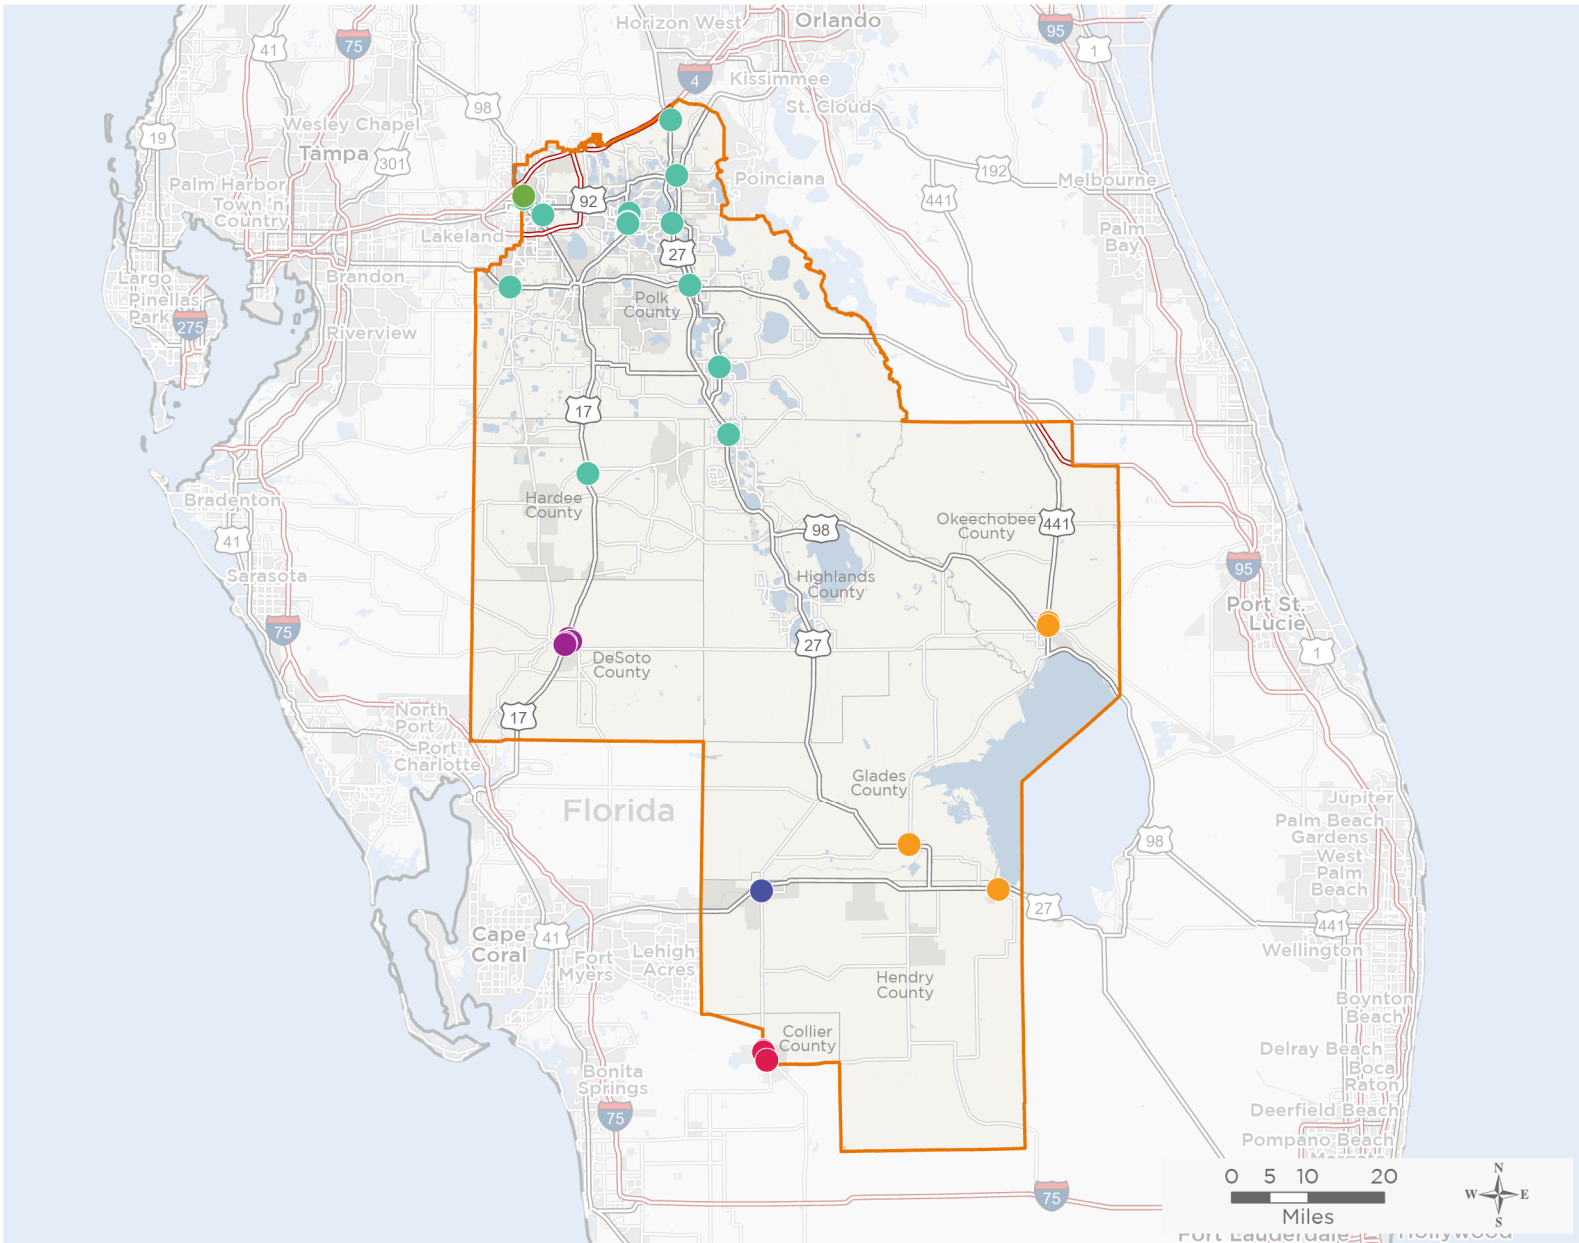 Horizon West
Orlando
95
41
75
1
4
Kissimmee
98
St. Cloud
19
Wesley Chapel
Tampa
301
192
Palm Harbor
Poinciana
Melbourne
Town 'n'
Country
92
441
Lakeland
Palm
Bay
27
Largo
Brandon
Pinellas
Park
Polk
County
275
Riverview
17
Bradenton
Hardee
County
98
Okeechobee
County
441
41
95
Sarasota
Highlands
County
Port St.
Lucie
75
27
1
DeSoto
County
North
Port
17
Port
Charlotte
Glades
County
Florida
Jupiter
Palm Beach
Gardens
98
West
Palm
Beach
27
Cape
Coral
41
441
Lehigh
Acres
Fort
Myers
Wellington
Hendry
County
Boynton
Beach
Collier
County
Delray Beach
Bonita
Springs
Boca
Raton
75
Deerfield Beach
Pompano Beach
Margate
0 5 10 20
Miles
N
W E
S
75
Fort Lauderdale
Hollywood